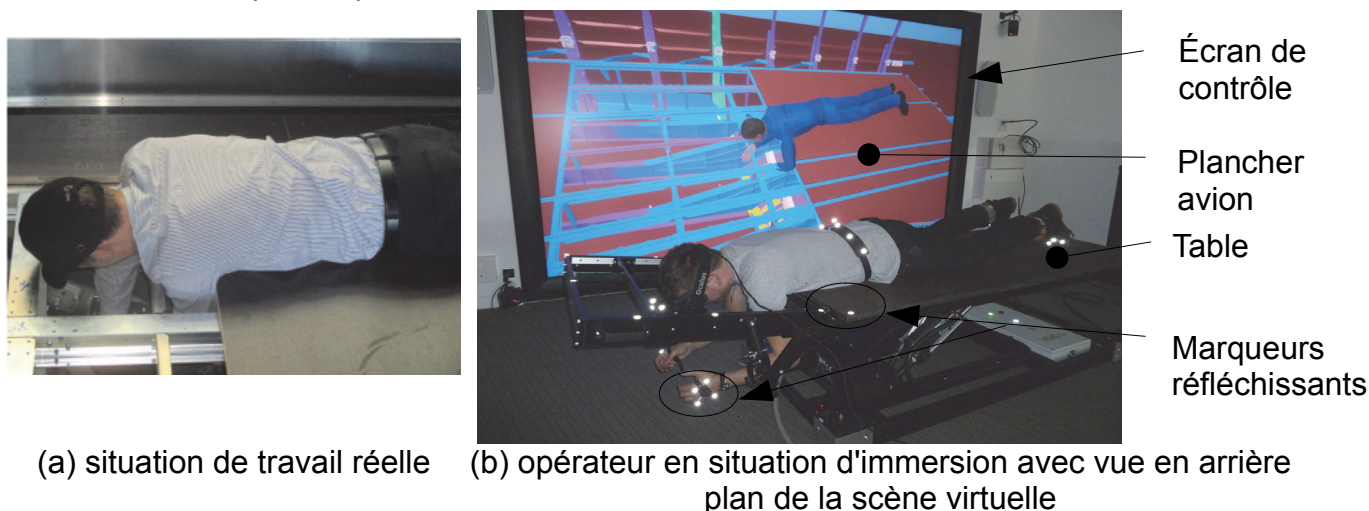 Écran de
contrôle
Plancher
avion
Table
Marqueurs
réfléchissants
Oculus
(a) situation de travail réelle
(b) opérateur en situation d'immersion avec vue en arrière
plan de la scène virtuelle